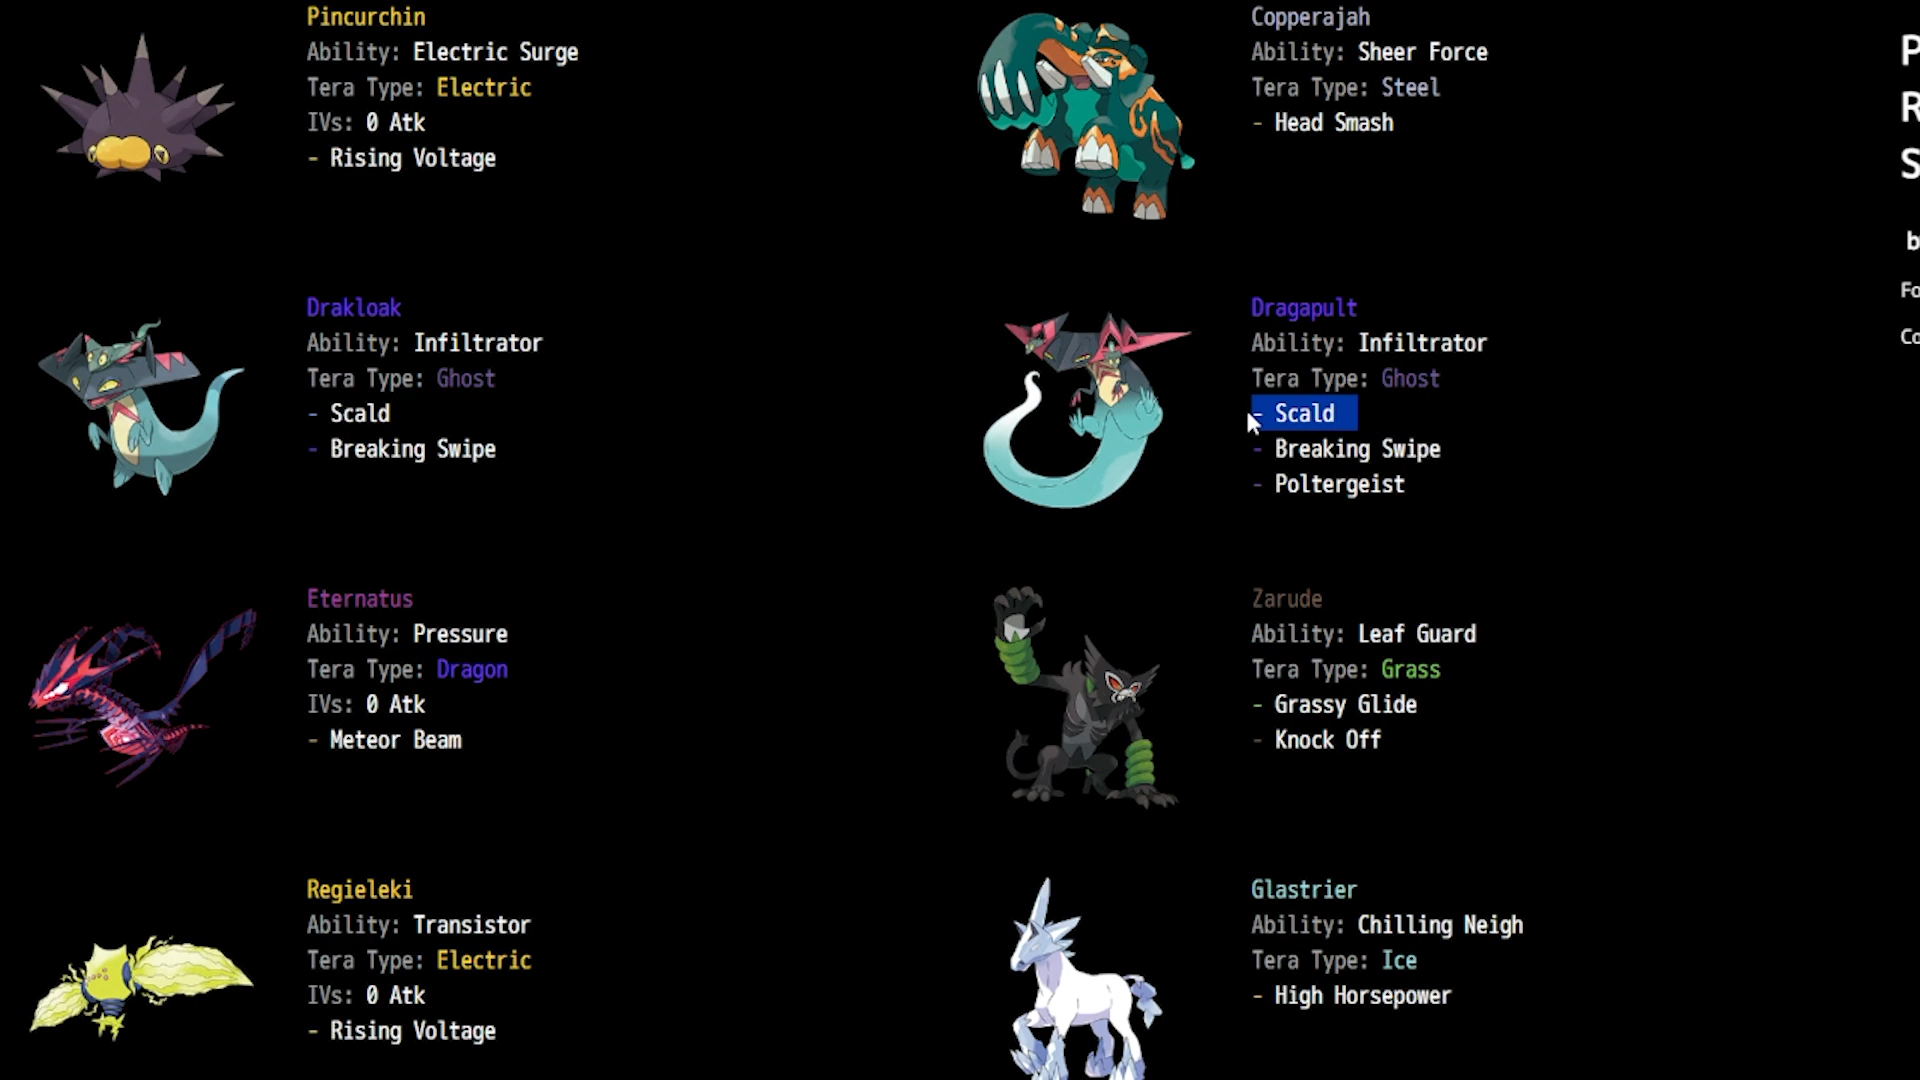 Pincurchin
Ability: Electric Surge
Tera Type: Electric
IVs: 0 Atk
- Rising Voltage
Copperajah
Ability: Sheer Force
Tera Type: Steel
- Head Smash
Drakloak
Ability: Infiltrator
Tera Type: Ghost
- Scald
- Breaking Swipe
Dragapult
Ability: Infiltrator
Tera Type: Ghost
- Scald
- Breaking Swipe
- Poltergeist
Eternatus
Ability: Pressure
Tera Type: Dragon
IVs: 0 Atk
- Meteor Beam
Zarude
Ability: Leaf Guard
Tera Type: Grass
- Grassy Glide
- Knock Off
Regieleki
Ability: Transistor
Tera Type: Electric
IVs: 0 Atk
- Rising Voltage
Glastrier
Ability: Chilling Neigh
Tera Type: Ice
- High Horsepower